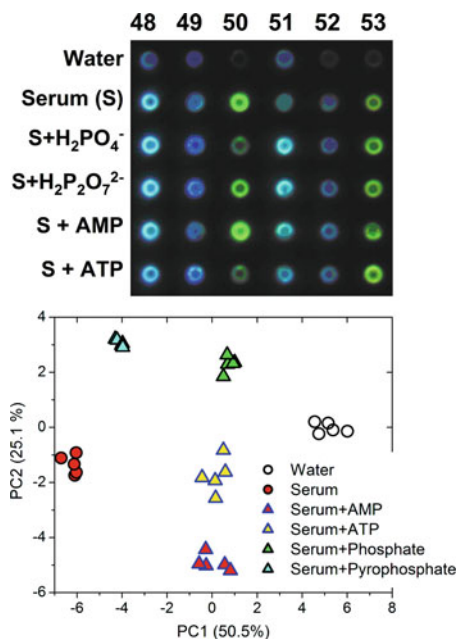 48 49 50 51 52 53
Water
Serum (S)
S+H₂PO₄⁻
S+H₂P₂O₇²⁻
S + AMP
S + ATP
4
2
0
-2
-4
-6
PC2 (25.1 %)
-6 -4 -2 0 2 4 6 8
PC1 (50.5%)
Water
Serum
Serum+AMP
Serum+ATP
Serum+Phosphate
Serum+Pyrophosphate